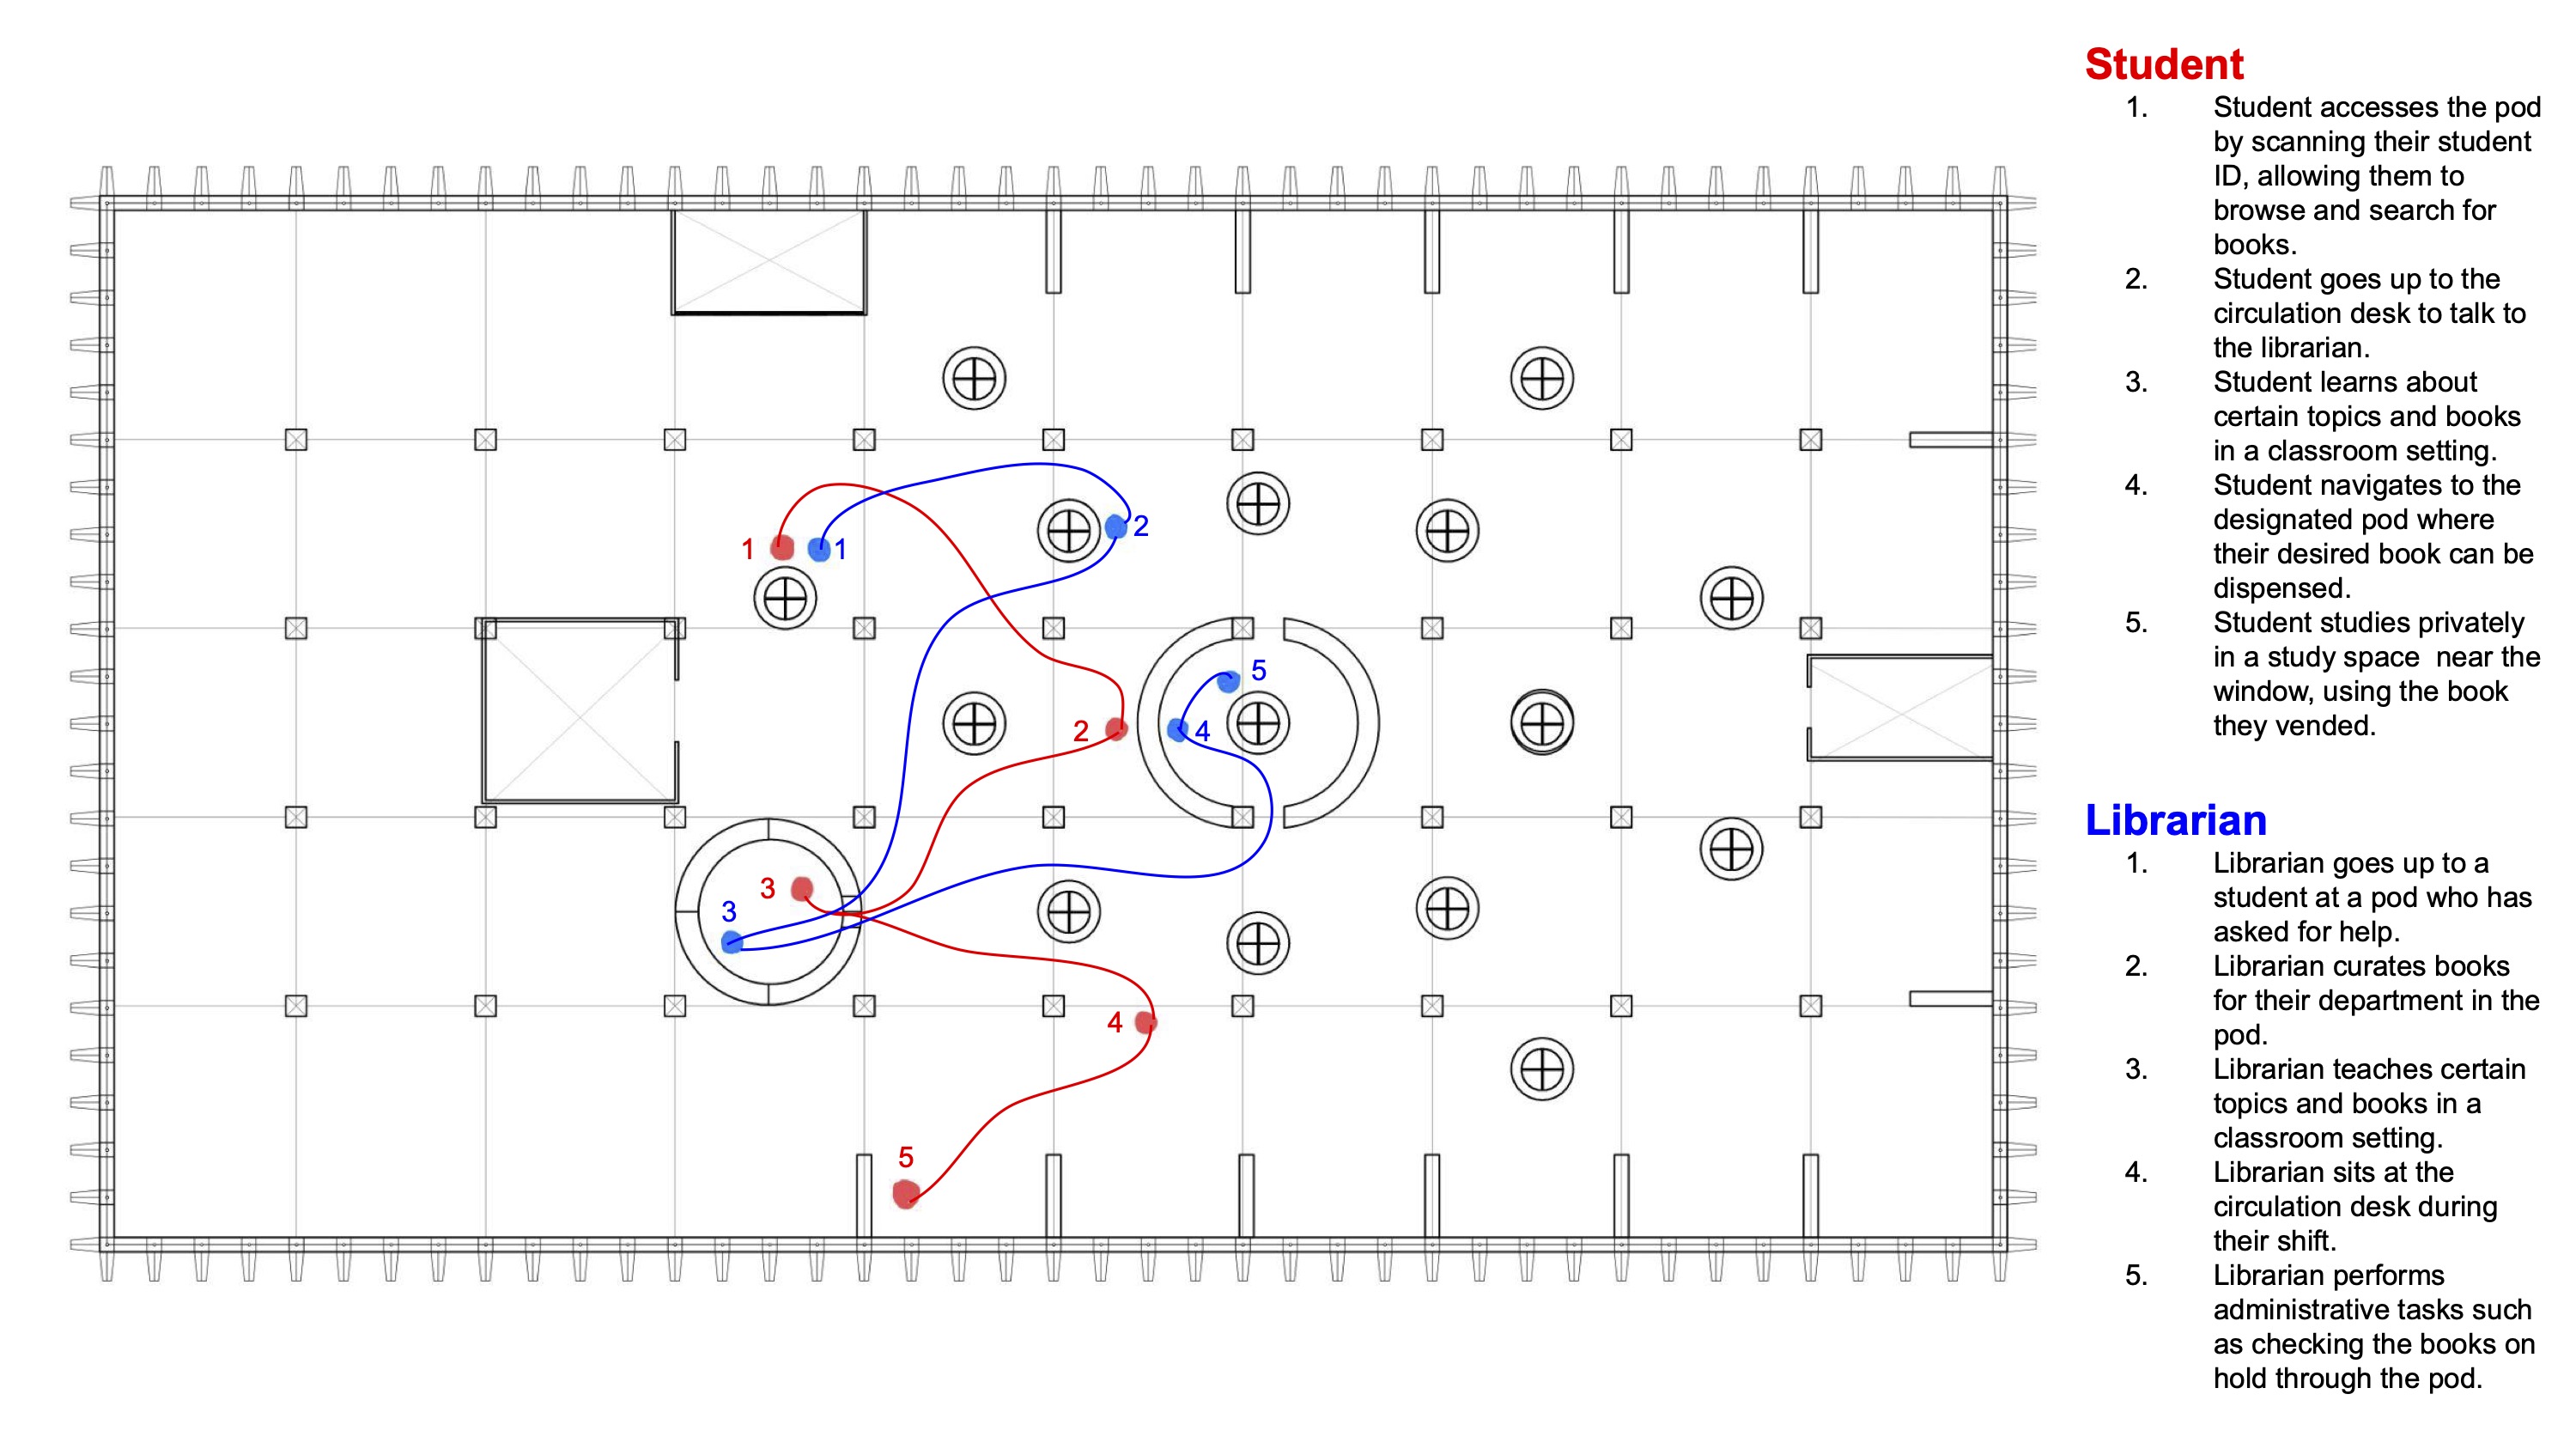 Student
1. Student accesses the pod
by scanning their student
ID, allowing them to
browse and search for
books.
2. Student goes up to the
circulation desk to talk to
the librarian.
3. Student learns about
certain topics and books
in a classroom setting.
4. Student navigates to the
designated pod where
their desired book can be
dispensed.
5. Student studies privately
in a study space  near the
window, using the book
they vended.
Librarian
1. Librarian goes up to a
student at a pod who has
asked for help.
2. Librarian curates books
for their department in the
pod.
3. Librarian teaches certain
topics and books in a
classroom setting.
4. Librarian sits at the
circulation desk during
their shift.
5. Librarian performs
administrative tasks such
as checking the books on
hold through the pod.
1
1
2
5
2
4
3
3
4
5